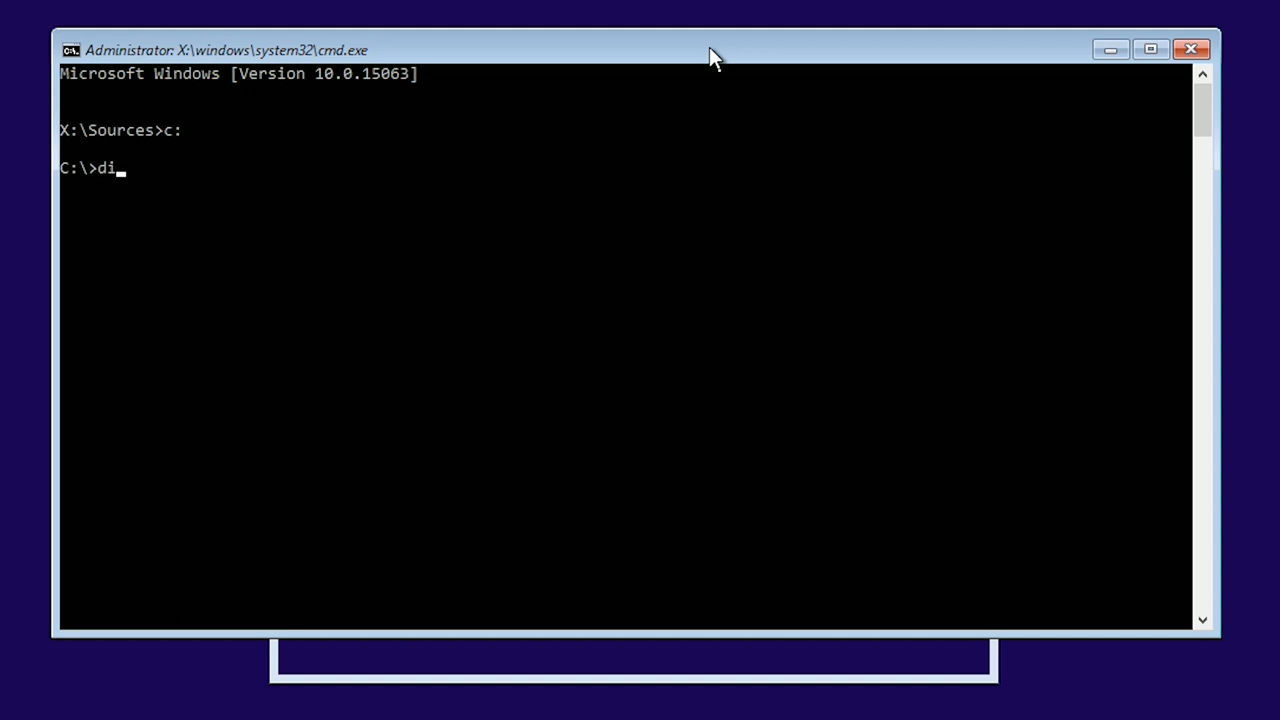 Administrator: X:\windows\system32\cmd.exe
Microsoft Windows [Version 10.0.15063]
X:\Sources>c:
C:\>di